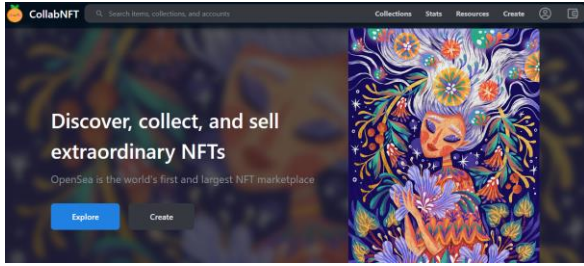 CollabNFT
Search items, collections, and accounts
Collections Stats Resources Create
Discover, collect, and sell
extraordinary NFTs
OpenSea is the world's first and largest NFT marketplace
Explore Create